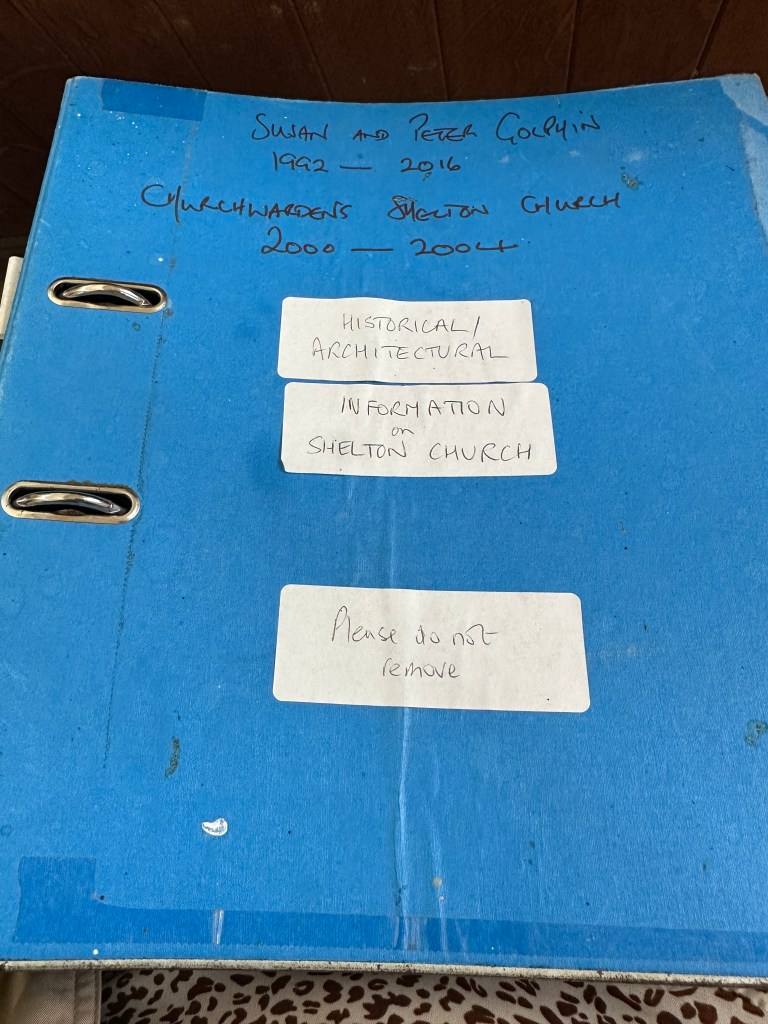 SUSAN AND PETER GOLPHIN
1992 — 2016
CHURCHWARDENS SHELTON CHURCH
2000 — 2004
HISTORICAL/
ARCHITECTURAL
INFORMATION
on
SHELTON CHURCH
Please do not
remove